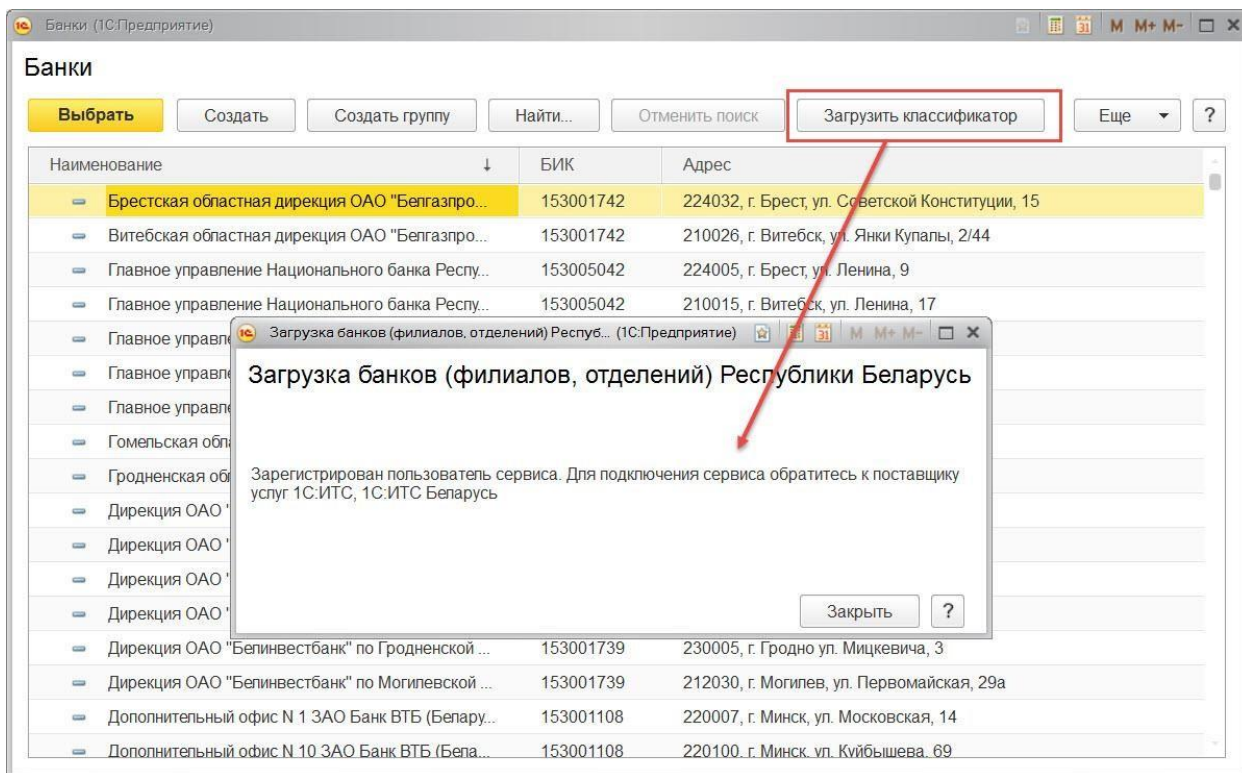 Банки (1С:Предприятие)
31 M M+ M-
Банки
Выбрать Создать Создать группу Найти... Отменить поиск Загрузить классификатор Еще ?
Наименование ↓ БИК Адрес
Брестская областная дирекция ОАО "Белгазпро... 153001742 224032, г. Брест, ул. Советской Конституции, 15
Витебская областная дирекция ОАО "Белгазпро... 153001742 210026, г. Витебск, ул. Янки Купалы, 2/44
Главное управление Национального банка Респу... 153005042 224005, г. Брест, ул. Ленина, 9
Главное управление Национального банка Респу... 153005042 210015, г. Витебск, ул. Ленина, 17
Главное
Главное
Главное
Гомельская
Гродненская
Дирекция ОАО
Дирекция ОАО
Дирекция ОАО
Дирекция ОАО
Загрузка банков (филиалов, отделений) Респуб... (1С:Предприятие) 31 M M+ M-
Загрузка банков (филиалов, отделений) Республики Беларусь
Зарегистрирован пользователь сервиса. Для подключения сервиса обратитесь к поставщику
услуг 1С:ИТС, 1С:ИТС Беларусь
Закрыть ?
Дирекция ОАО "Белинвестбанк" по Гродненской ... 153001739 230005, г. Гродно ул. Мицкевича, 3
Дирекция ОАО "Белинвестбанк" по Могилевской ... 153001739 212030, г. Могилев, ул. Первомайская, 29а
Дополнительный офис N 1 ЗАО Банк ВТБ (Белару... 153001108 220007, г. Минск, ул. Московская, 14
Дополнительный офис N 10 ЗАО Банк ВТБ (Бела... 153001108 220100, г. Минск, ул. Куйбышева, 69